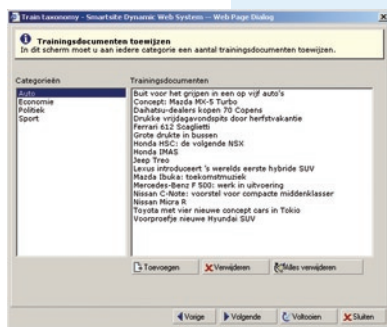 Train taxonomy - Smartsite Dynamic Web System -- Web Page Dialog
Trainingsdocumenten toewijzen
In dit scherm moet u aan iedere categorie een aantal trainingsdocumenten toewijzen.
Categorieën
Auto
Economie
Politiek
Sport
Trainingsdocumenten
Buit voor het grijpen in een op vijf auto's
Concept: Mazda MX-5 Turbo
Daihatsu-dealers kopen 70 Copens
Drukke vrijdagavondspits door herfstvakantie
Ferrari 612 Scaglietti
Grote drukte in bussen
Honda HSC: de volgende NSX
Honda IMAS
Jeep Treo
Lexus introduceert 's werelds eerste hybride SUV
Mazda Ibuka: toekomstmuziek
Mercedes-Benz F 500: werk in uitvoering
Nissan C-Note: voorstel voor compacte middenklasser
Nissan Micra R
Toyota met vier nieuwe concept cars in Tokio
Voorproefje nieuwe Hyundai SUV
Toevoegen
Verwijderen
Alles verwijderen
Vorige
Volgende
Voltooien
Sluiten